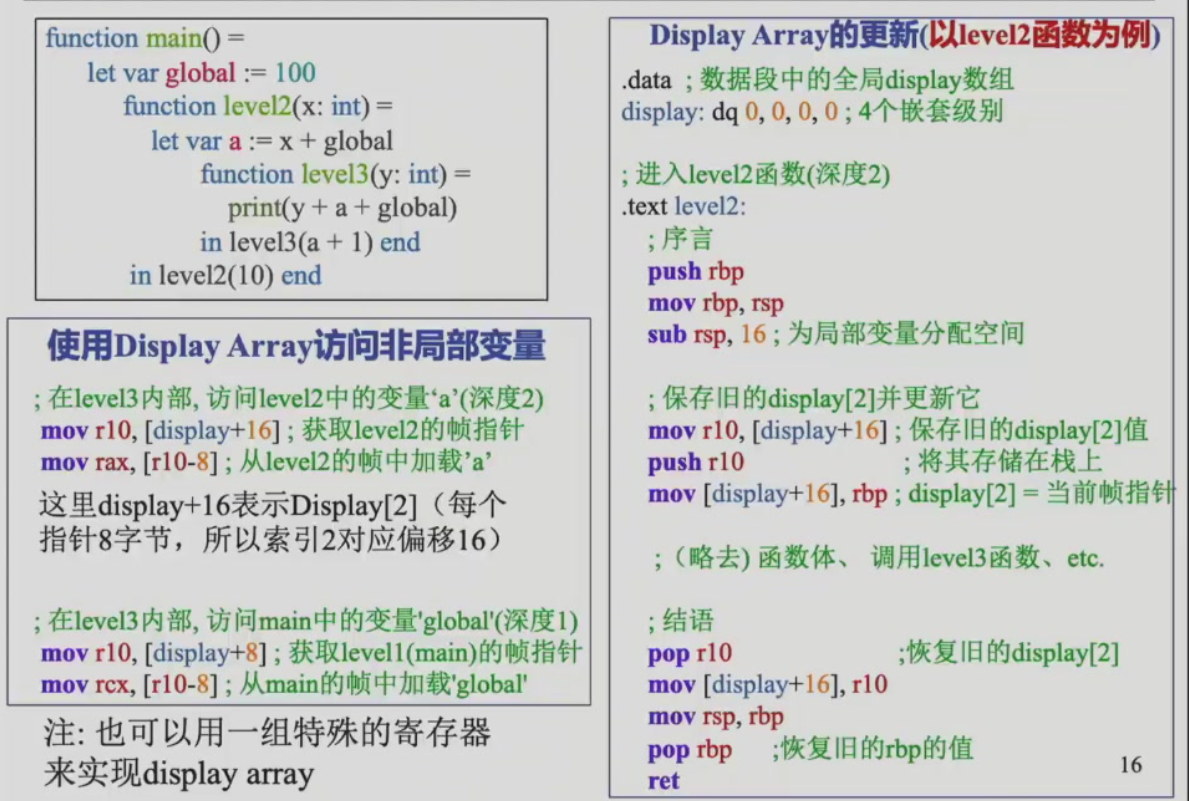 function main() =
let var global := 100
function level2(x: int) =
let var a := x + global
function level3(y: int) =
print(y + a + global)
in level3(a + 1) end
in level2(10) end
使用Display Array访问非局部变量
; 在level3内部, 访问level2中的变量‘a’(深度2)
mov r10, [display+16] ; 获取level2的帧指针
mov rax, [r10-8] ; 从level2的帧中加载’a’
这里display+16表示Display[2]（每个
指针8字节，所以索引2对应偏移16）
; 在level3内部, 访问main中的变量'global'(深度1)
mov r10, [display+8] ; 获取level1(main)的帧指针
mov rcx, [r10-8] ; 从main的帧中加载'global'
注: 也可以用一组特殊的寄存器
来实现display array
Display Array的更新(以level2函数为例)
.data ; 数据段中的全局display数组
display: dq 0, 0, 0, 0 ; 4个嵌套级别
; 进入level2函数(深度2)
.text level2:
; 序言
push rbp
mov rbp, rsp
sub rsp, 16 ; 为局部变量分配空间
; 保存旧的display[2]并更新它
mov r10, [display+16] ; 保存旧的display[2]值
push r10 ; 将其存储在栈上
mov [display+16], rbp ; display[2] = 当前帧指针
;（略去) 函数体、 调用level3函数、etc.
; 结语
pop r10 ;恢复旧的display[2]
mov [display+16], r10
mov rsp, rbp
pop rbp ;恢复旧的rbp的值
ret
16